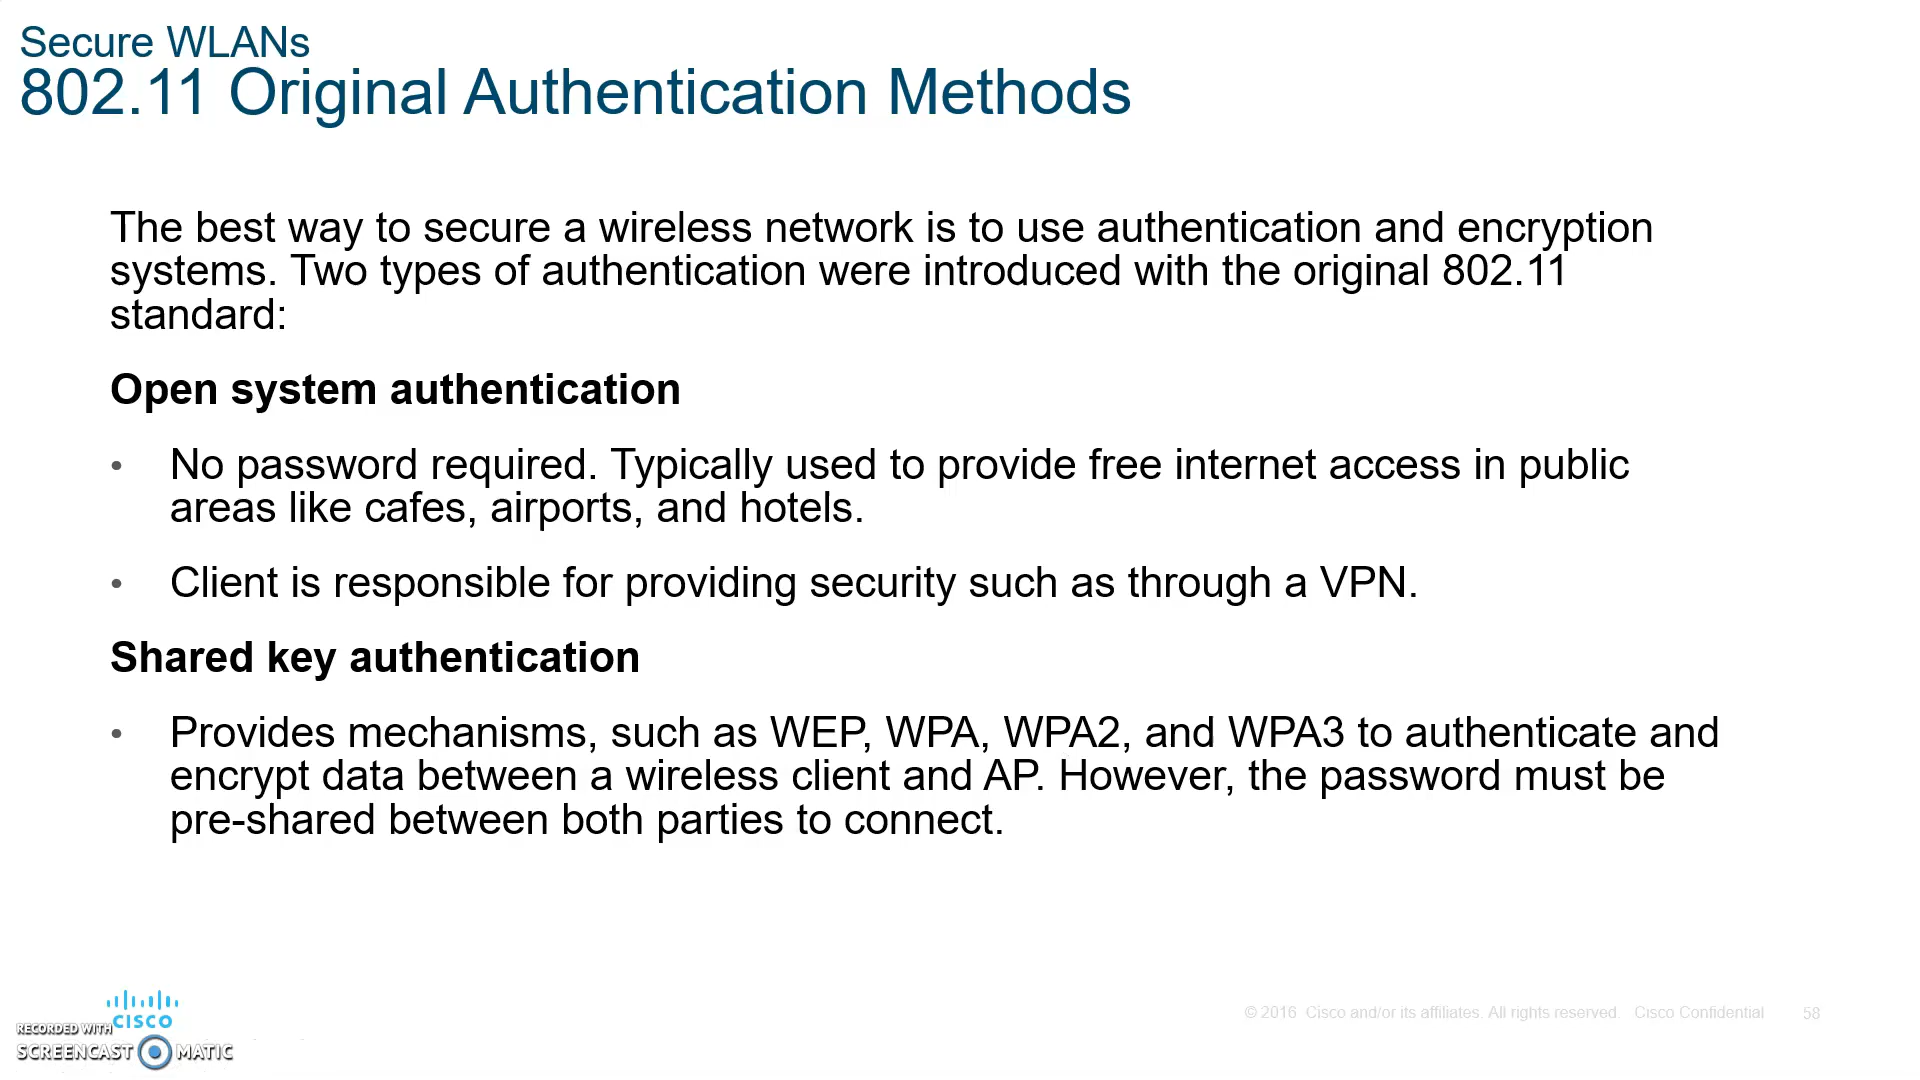 Secure WLANs
802.11 Original Authentication Methods
The best way to secure a wireless network is to use authentication and encryption
systems. Two types of authentication were introduced with the original 802.11
standard:
Open system authentication
• No password required. Typically used to provide free internet access in public
areas like cafes, airports, and hotels.
• Client is responsible for providing security such as through a VPN.
Shared key authentication
• Provides mechanisms, such as WEP, WPA, WPA2, and WPA3 to authenticate and
encrypt data between a wireless client and AP. However, the password must be
pre-shared between both parties to connect.
CISCO
© 2016 Cisco and/or its affiliates. All rights reserved. Cisco Confidential 58
RECORDED WITH
SCREENCAST MATIC